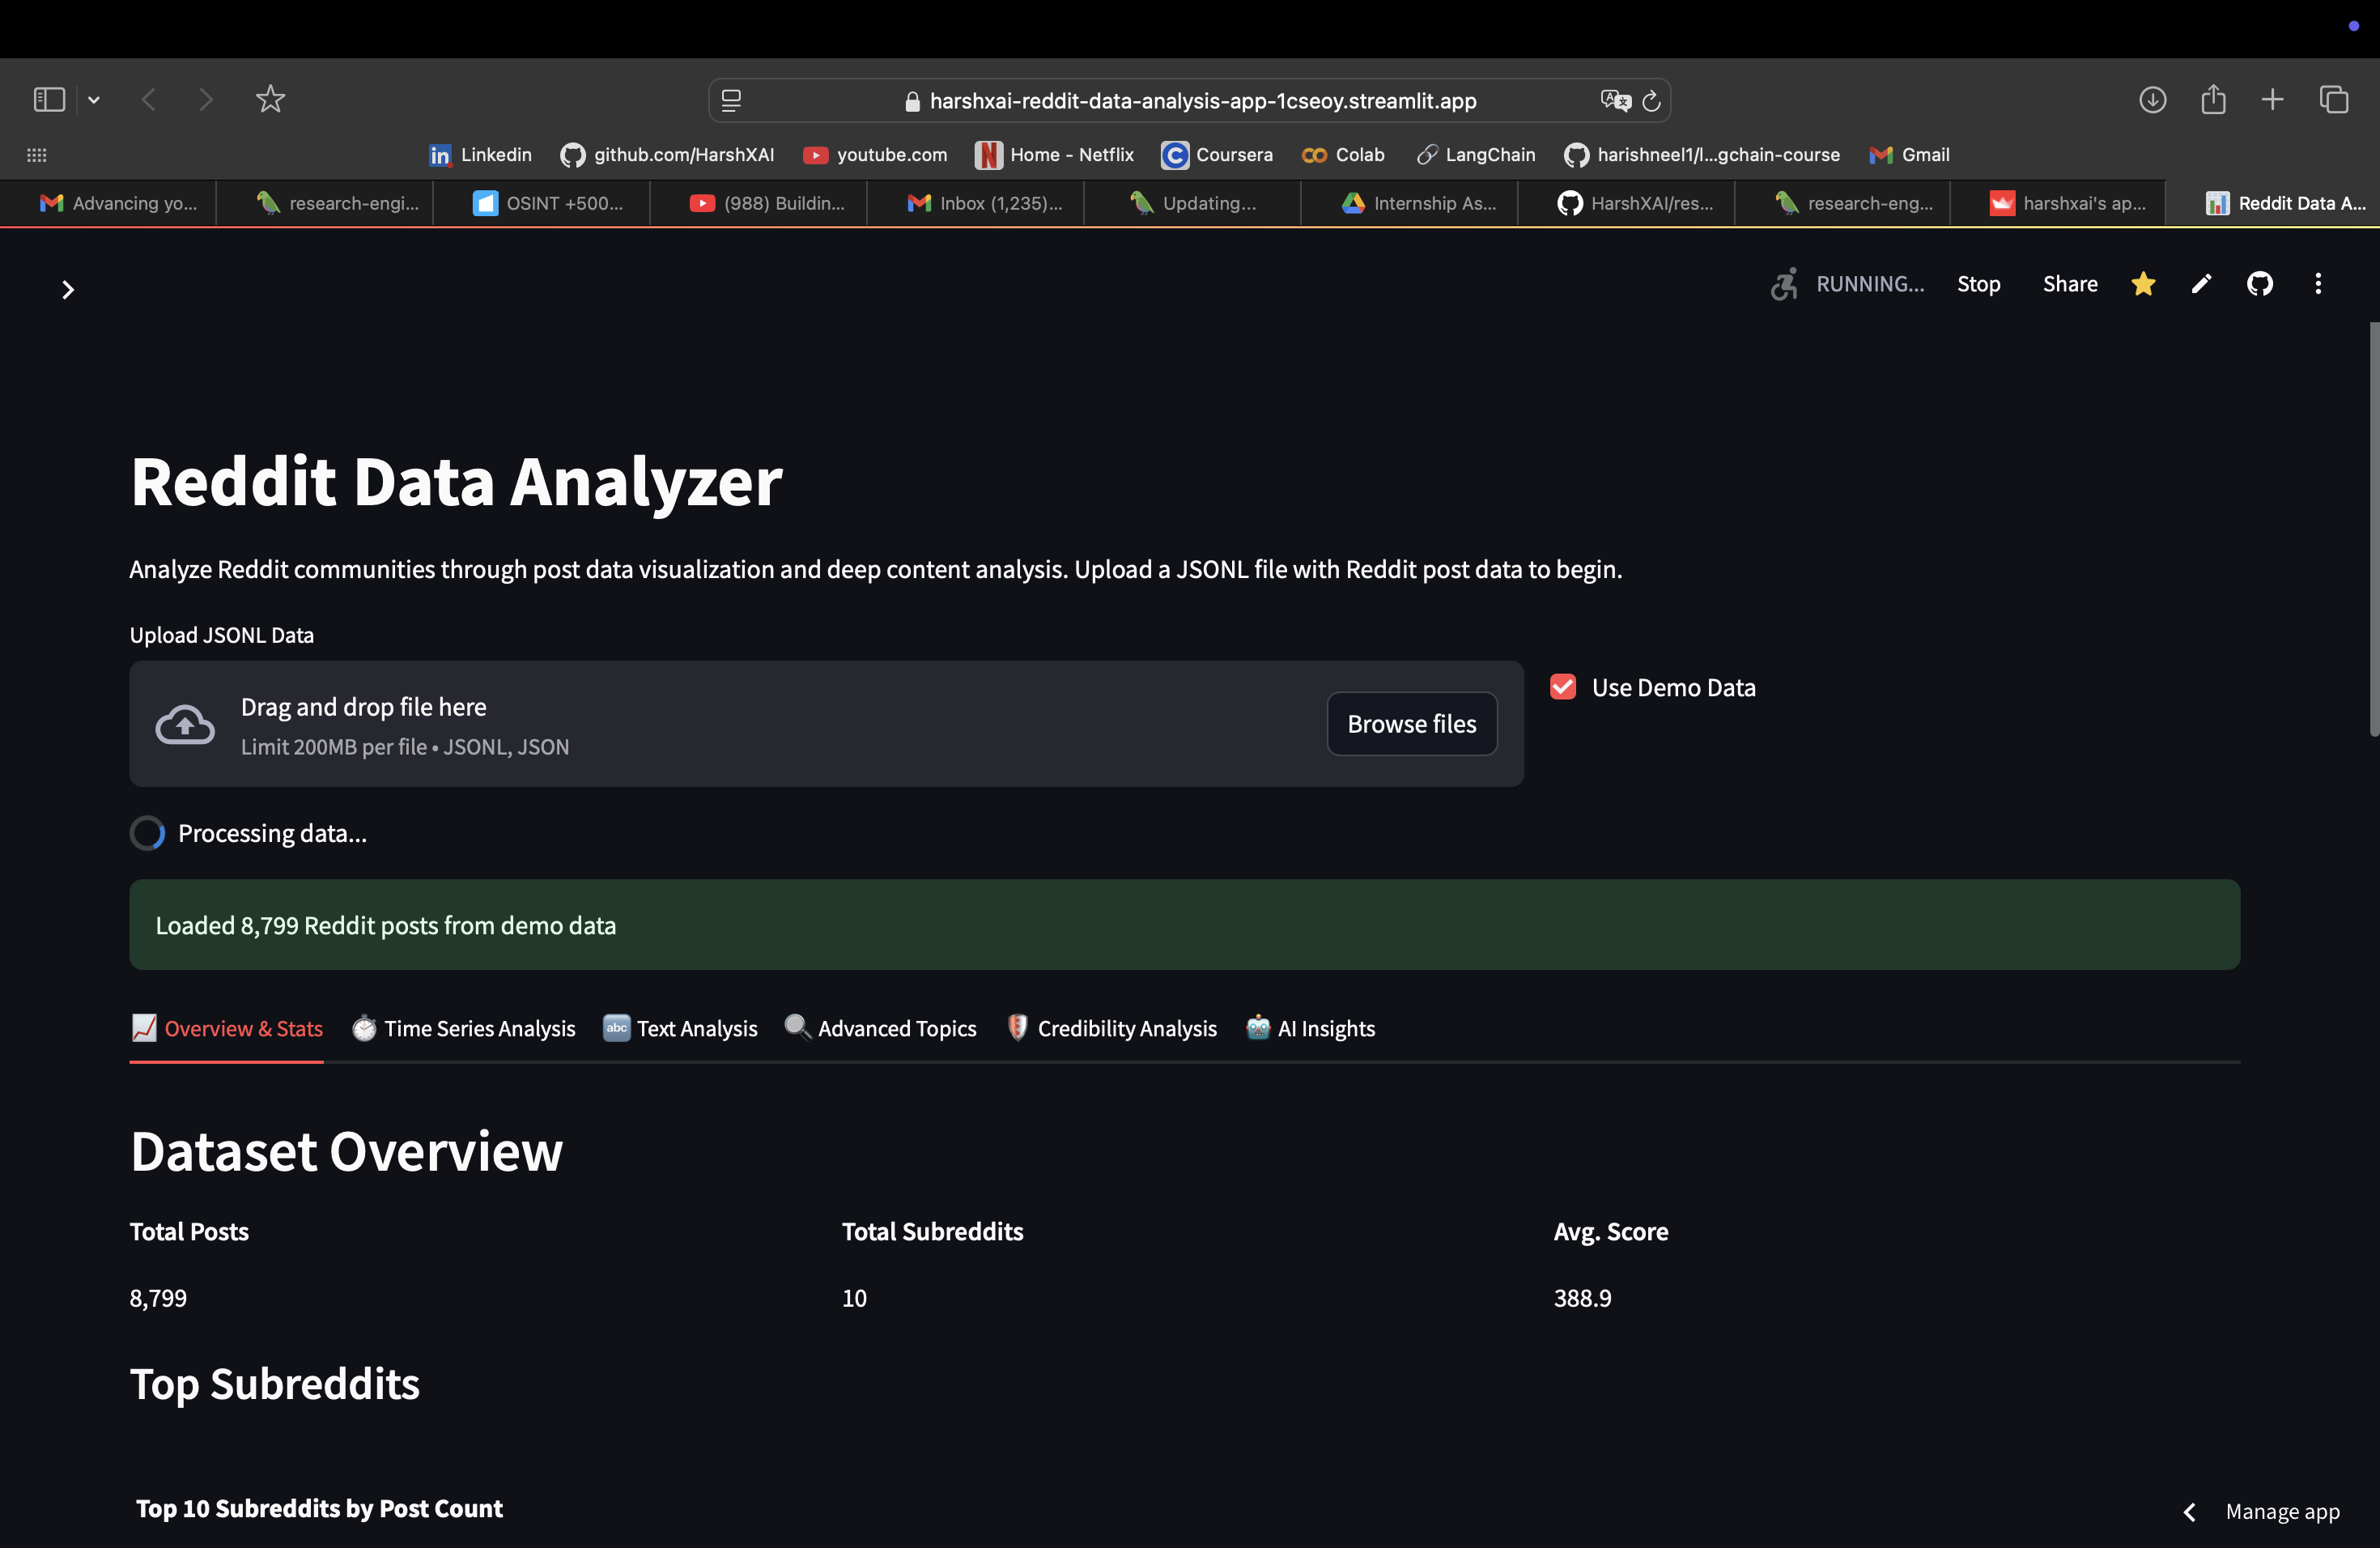 harshxai-reddit-data-analysis-app-1cseoy.streamlit.app
Linkedin github.com/HarshXAI youtube.com Home - Netflix Coursera Colab LangChain harishneel1/l...gchain-course Gmail
Advancing yo... research-engi... OSINT +500... (988) Buildin... Inbox (1,235)... Updating... Internship As... HarshXAI/res... research-eng... harshxai's ap... Reddit Data A...
RUNNING... Stop Share
Reddit Data Analyzer
Analyze Reddit communities through post data visualization and deep content analysis. Upload a JSONL file with Reddit post data to begin.
Upload JSONL Data
Drag and drop file here
Limit 200MB per file • JSONL, JSON
Browse files
Use Demo Data
Processing data...
Loaded 8,799 Reddit posts from demo data
Overview & Stats Time Series Analysis abc Text Analysis Advanced Topics Credibility Analysis AI Insights
Dataset Overview
Total Posts Total Subreddits Avg. Score
8,799 10 388.9
Top Subreddits
Top 10 Subreddits by Post Count
Manage app